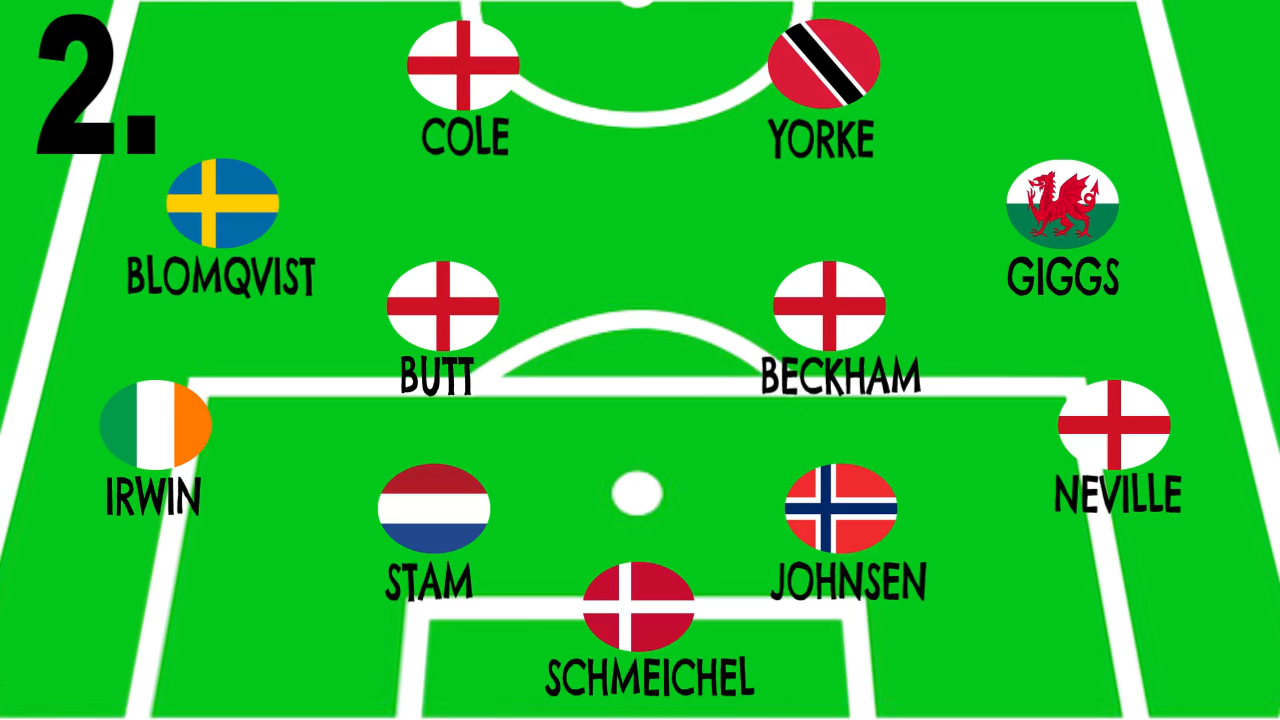 2.
COLE
YORKE
BLOMQVIST
GIGGS
BUTT
BECKHAM
IRWIN
NEVILLE
STAM
JOHNSEN
SCHMEICHEL